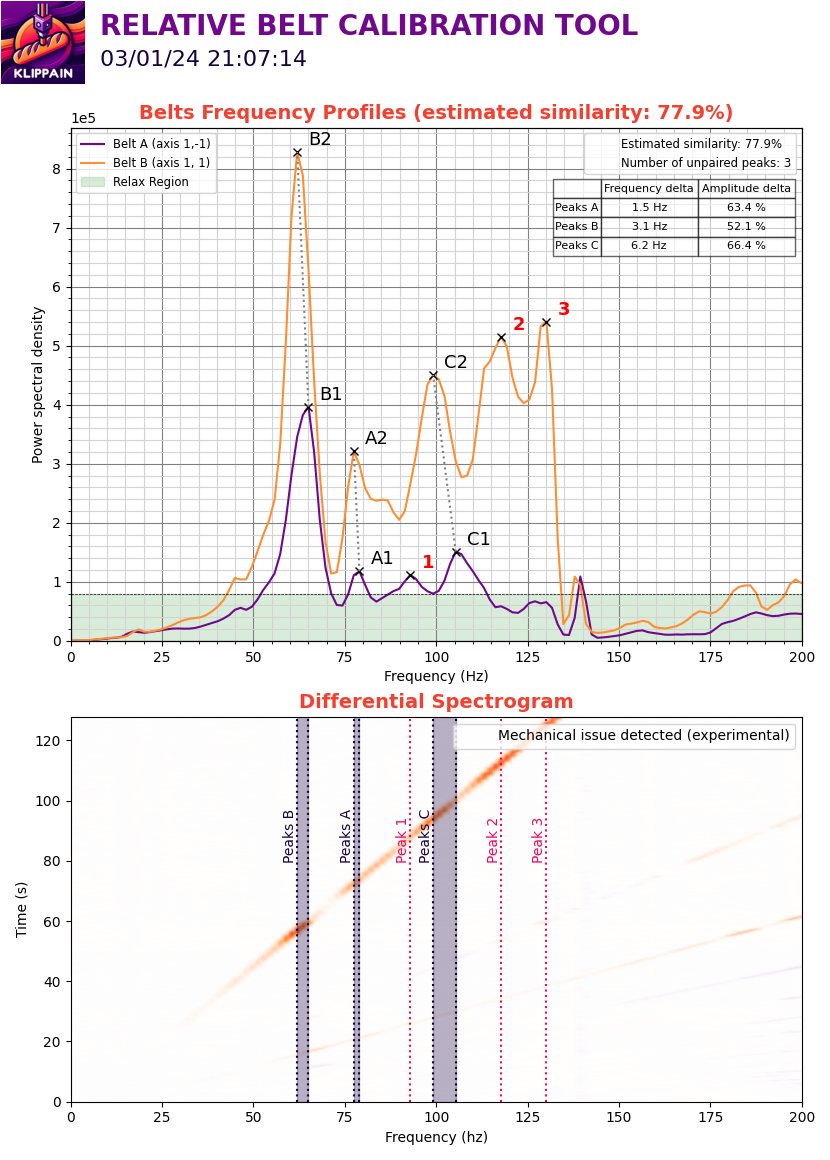 KLIPPAIN
RELATIVE BELT CALIBRATION TOOL
03/01/24 21:07:14
Belts Frequency Profiles (estimated similarity: 77.9%)
1e5
Belt A (axis 1,-1)
Belt B (axis 1, 1)
Relax Region
Estimated similarity: 77.9%
Number of unpaired peaks: 3
Frequency delta Amplitude delta
Peaks A 1.5 Hz 63.4 %
Peaks B 3.1 Hz 52.1 %
Peaks C 6.2 Hz 66.4 %
B2
B1
A2
A1
1
C2
C1
2
3
Power spectral density
8
7
6
5
4
3
2
1
0
0 25 50 75 100 125 150 175 200
Frequency (Hz)
Differential Spectrogram
Mechanical issue detected (experimental)
Peaks B
Peaks A
Peak 1
Peaks C
Peak 2
Peak 3
Time (s)
120
100
80
60
40
20
0
0 25 50 75 100 125 150 175 200
Frequency (hz)